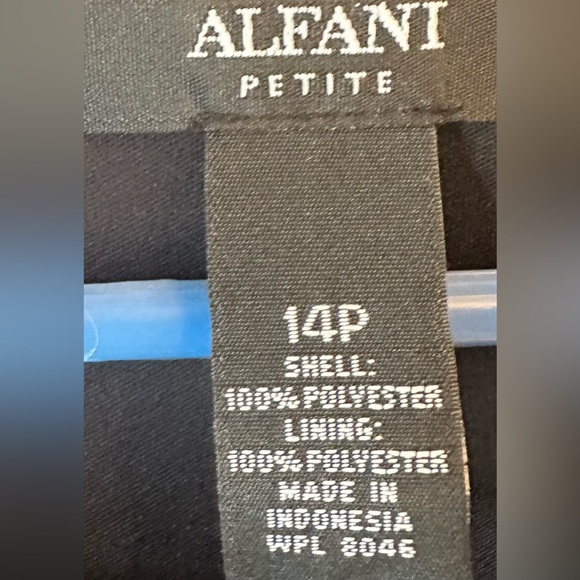 ALFANI
PETITE
14P
SHELL:
100% POLYESTER
LINING:
100% POLYESTER
MADE IN
INDONESIA
WPL 8046